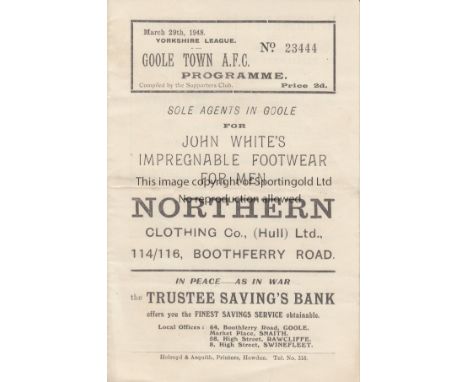 March 29th, 1948.
YORKSHIRE LEAGUE.
No 23444
GOOLE TOWN A.F.C.
PROGRAMME.
Compiled by the Supporters Club.
Price 2d.
SOLE AGENTS IN GOOLE
FOR
JOHN WHITE'S
IMPREGNABLE FOOTWEAR
FOR MEN
This image copyright of Sportingold Ltd
No reproduction allowed
NORTHERN
CLOTHING Co., (Hull) Ltd.,
114/116, BOOTHFERRY ROAD.
IN PEACE—AS IN WAR
the TRUSTEE SAVING'S BANK
offers you the FINEST SAVINGS SERVICE obtainable.
Local Offices : 64, Boothferry Road, GOOLE.
Market Place, SNAITH.
58, High Street, RAWCLIFFE.
8, High Street, SWINEFLEET.
Holroyd & Asquith, Printers, Howden. Tel. No. 356.